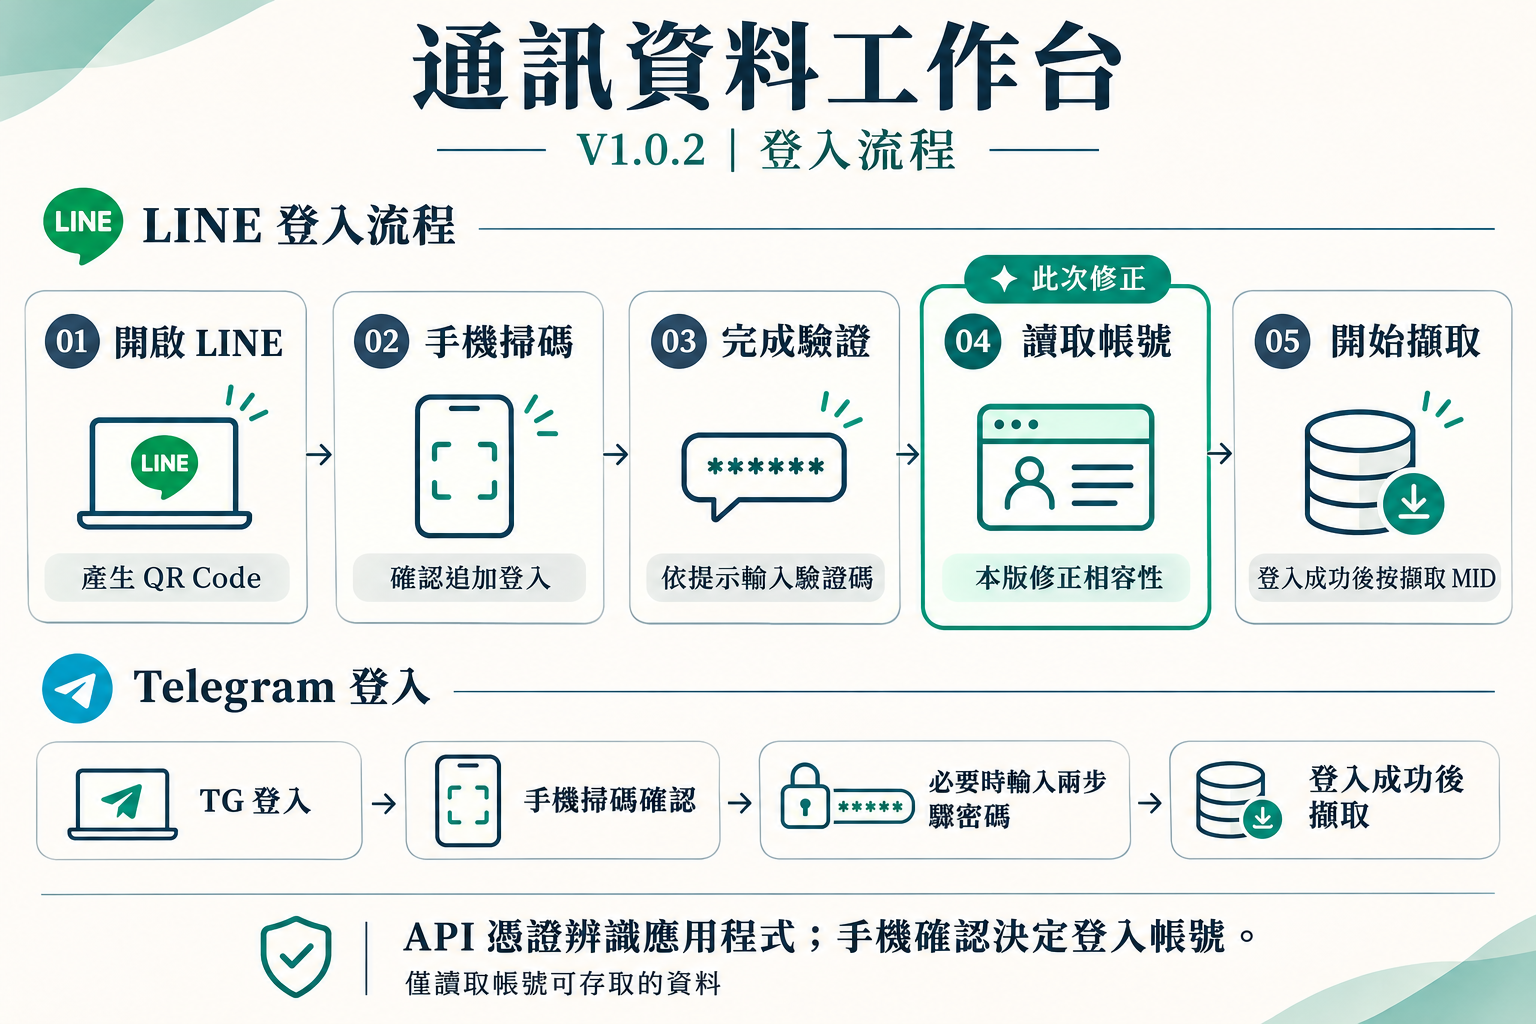 通訊資料工作台
V1.0.2 | 登入流程
LINE
LINE 登入流程
此次修正
01 開啟 LINE
LINE
產生 QR Code
02 手機掃碼
確認追加登入
03 完成驗證
******
依提示輸入驗證碼
04 讀取帳號
本版修正相容性
05 開始擷取
登入成功後按擷取 MID
Telegram 登入
TG 登入
手機掃碼確認
*****
必要時輸入兩步
驟密碼
登入成功後
擷取
API 憑證辨識應用程式；手機確認決定登入帳號。
僅讀取帳號可存取的資料